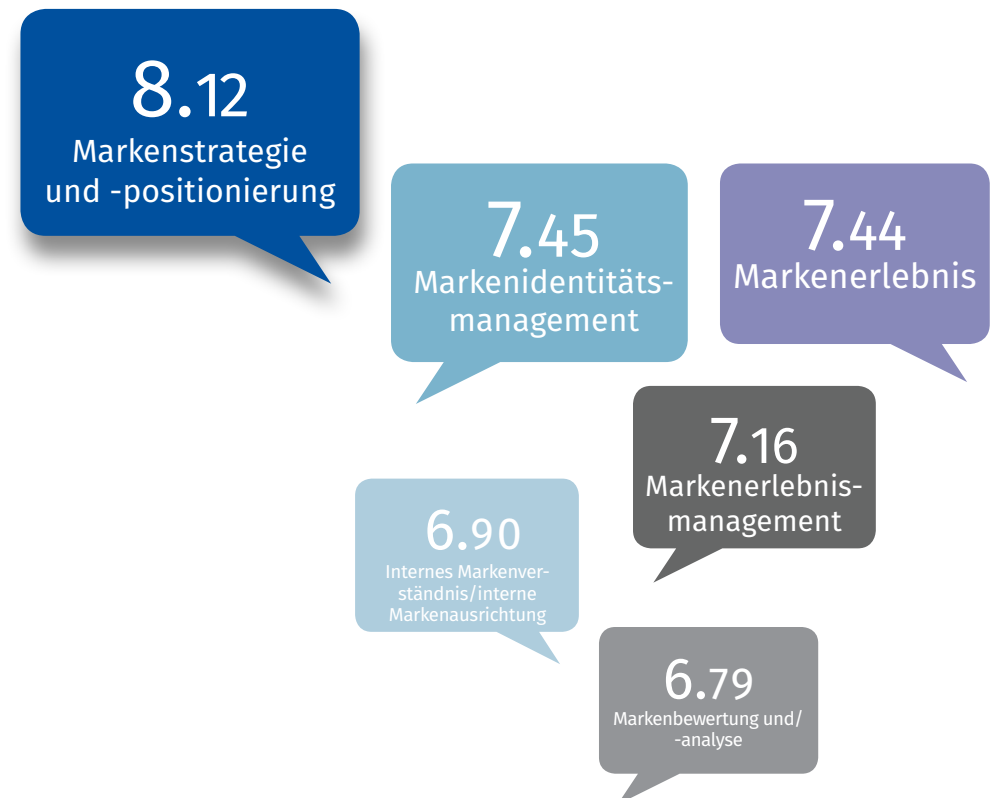 8.12
Markenstrategie
und -positionierung
7.45
Markenidentitäts-
management
7.44
Markenerlebnis
7.16
Markenerlebnis-
management
6.90
Internes Markenver-
ständnis/interne
Markenausrichtung
6.79
Markenbewertung und/
-analyse